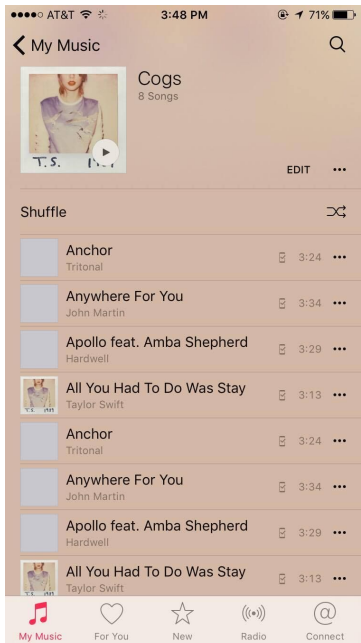 AT&T 3:48 PM 71%
My Music
Cogs
8 Songs
T.S.
EDIT
Shuffle
Anchor
Tritonal
3:24
Anywhere For You
John Martin
3:34
Apollo feat. Amba Shepherd
Hardwell
3:29
All You Had To Do Was Stay
Taylor Swift
3:13
T.S. 1989
Anchor
Tritonal
3:24
Anywhere For You
John Martin
3:34
Apollo feat. Amba Shepherd
Hardwell
3:29
All You Had To Do Was Stay
Taylor Swift
3:13
My Music For You New Radio Connect